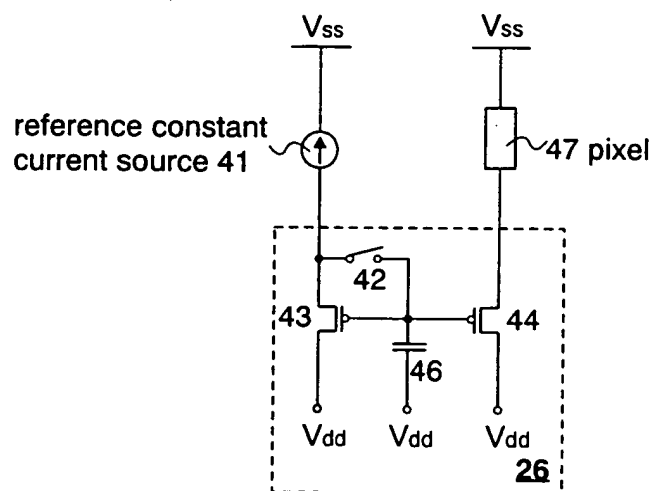 Vss
Vss
reference constant
current source 41
47 pixel
42
43
44
46
Vdd
Vdd
Vdd
26